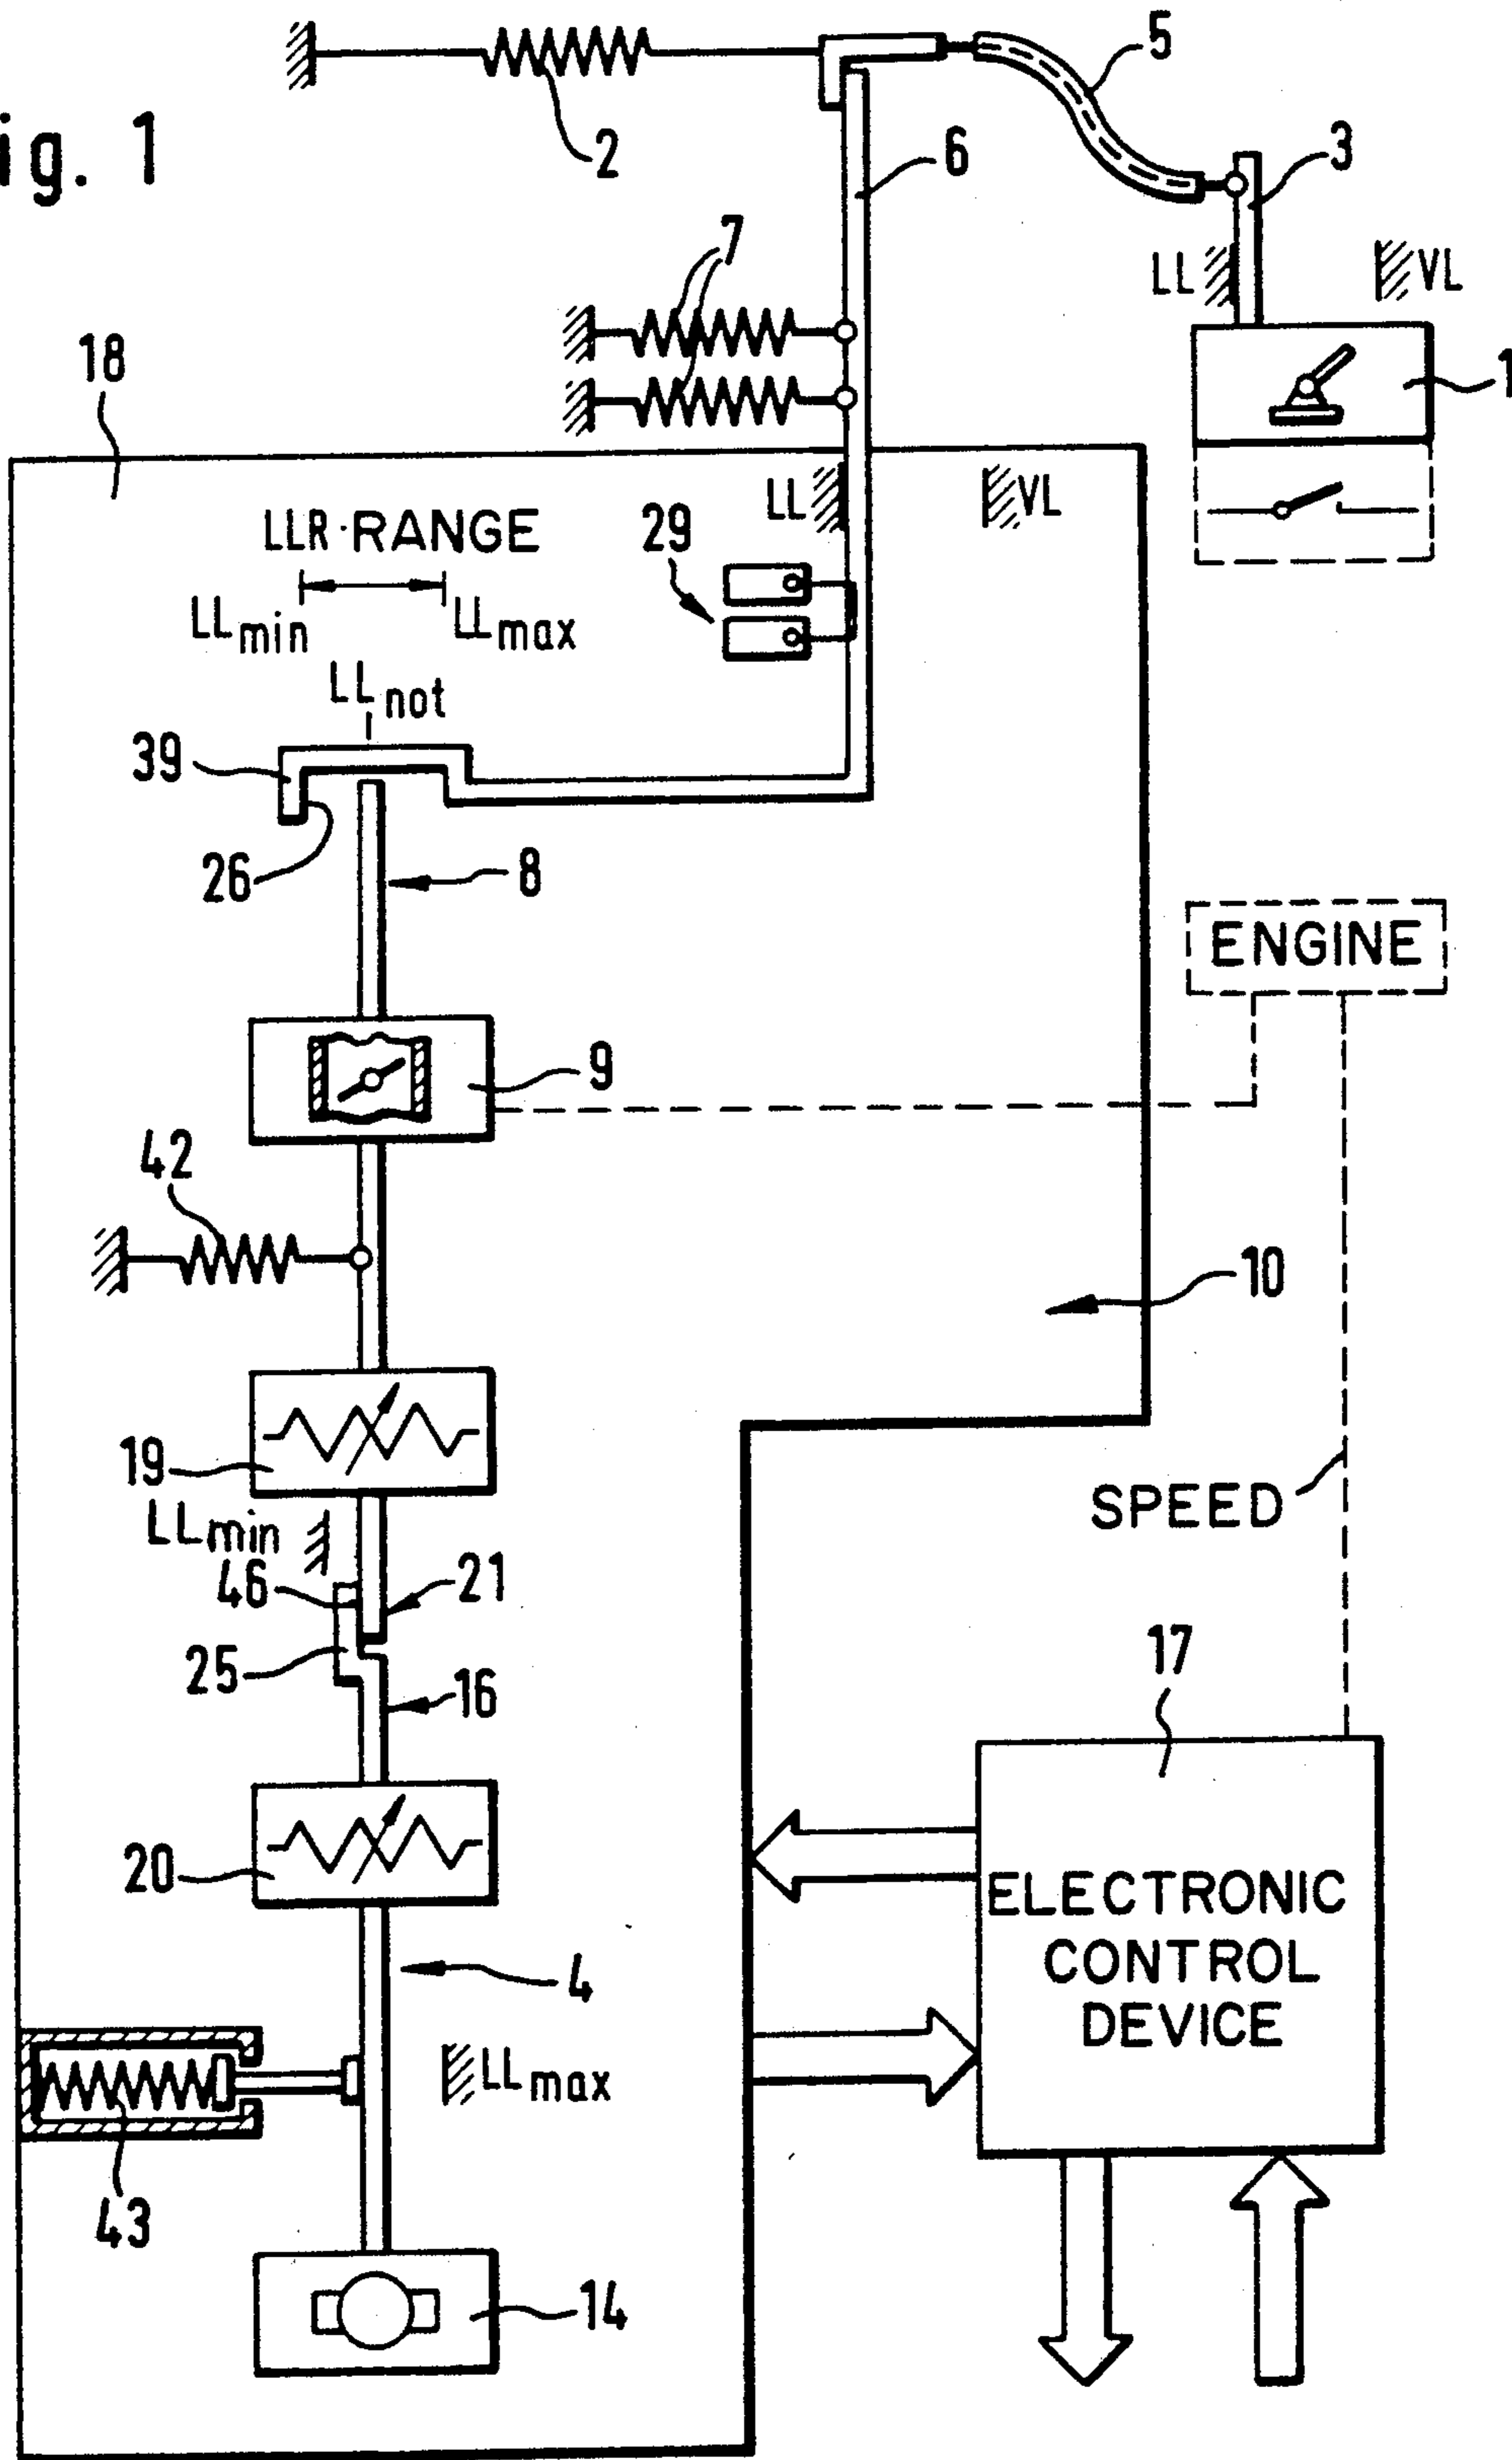 ig. 1
5
2
6
3
7
LL
VL
18
1
LL
VL
LLR·RANGE
29
LLmin
LLmax
LLnot
39
26
8
ENGINE
9
42
10
19
SPEED
LLmin
46
21
25
16
17
20
ELECTRONIC
CONTROL
DEVICE
4
LLmax
43
14